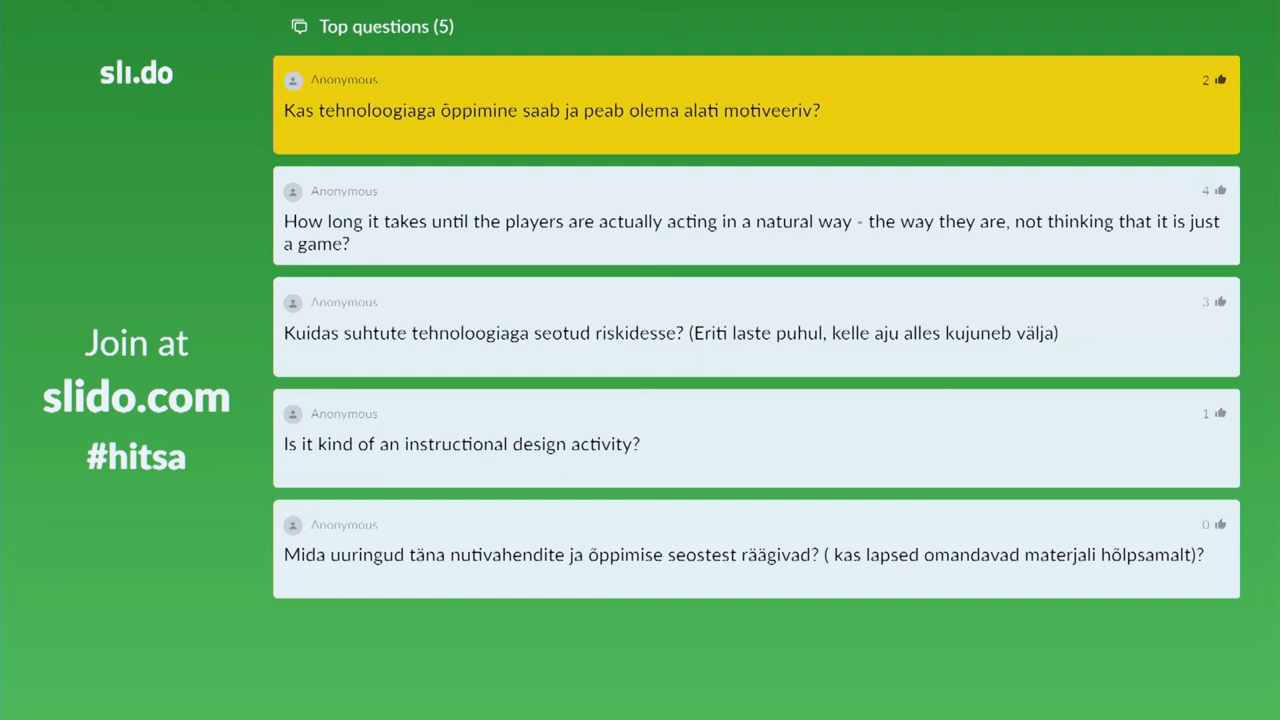 Top questions (5)
sli.do
Anonymous
2
Kas tehnoloogiaga õppimine saab ja peab olema alati motiveeriv?
Anonymous
4
How long it takes until the players are actually acting in a natural way - the way they are, not thinking that it is just
a game?
Anonymous
3
Kuidas suhtute tehnoloogiaga seotud riskidesse? (Eriti laste puhul, kelle aju alles kujuneb välja)
Join at
slido.com
#hitsa
Anonymous
1
Is it kind of an instructional design activity?
Anonymous
0
Mida uuringud täna nutivahendite ja õppimise seostest räägivad? ( kas lapsed omandavad materjali hõlpsamalt)?